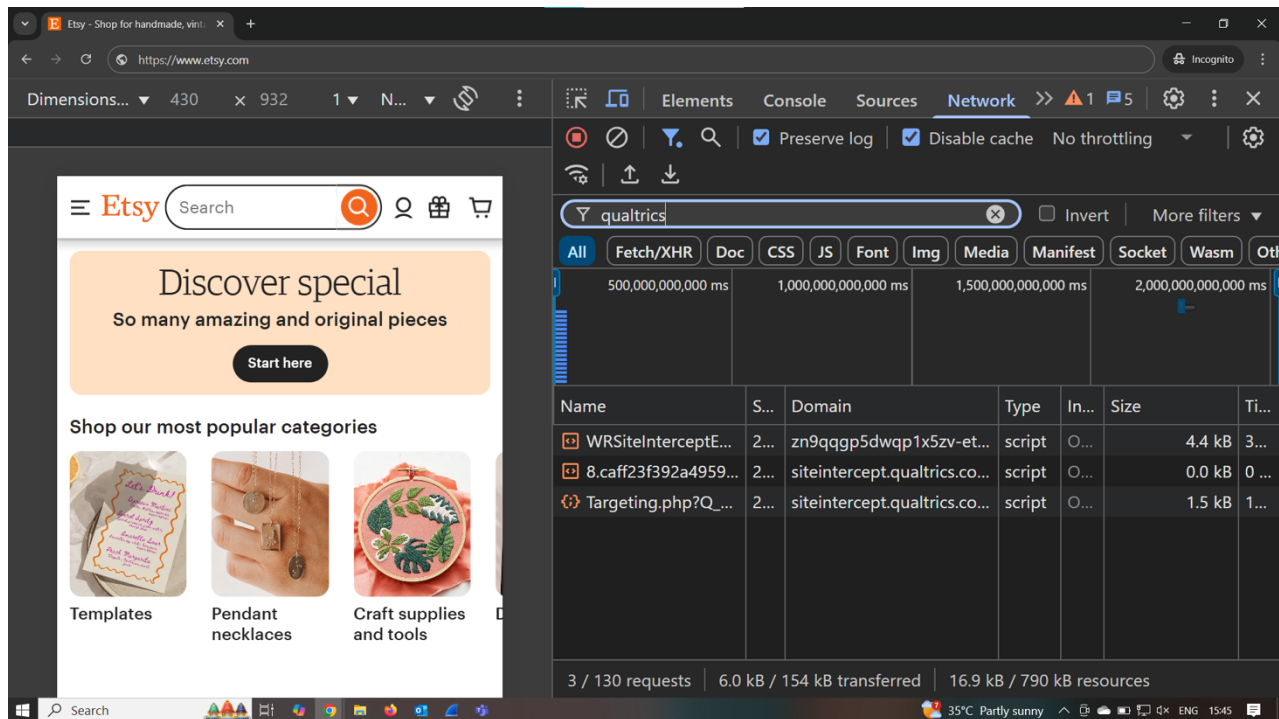 Etsy - Shop for handmade, vint
https://www.etsy.com
Incognito
Dimensions... 430 × 932 1 N...
Elements Console Sources Network 1 5
Preserve log Disable cache No throttling
qualtrics Invert More filters
All Fetch/XHR Doc CSS JS Font Img Media Manifest Socket Wasm Oth
500,000,000,000 ms 1,000,000,000,000 ms 1,500,000,000,000 ms 2,000,000,000,000 ms
Name S... Domain Type In... Size Ti...
WRSiteInterceptE... 2... zn9qqgp5dwqp1x5zv-et... script O... 4.4 kB 3...
8.caff23f392a4959... 2... siteintercept.qualtrics.co... script O... 0.0 kB 0 ...
Targeting.php?Q_... 2... siteintercept.qualtrics.co... script O... 1.5 kB 1...
3 / 130 requests 6.0 kB / 154 kB transferred 16.9 kB / 790 kB resources
Etsy Search
Discover special
So many amazing and original pieces
Start here
Shop our most popular categories
Let's Drink!
Templates
Pendant
necklaces
Craft supplies
and tools
Search
35°C Partly sunny ENG 15:45